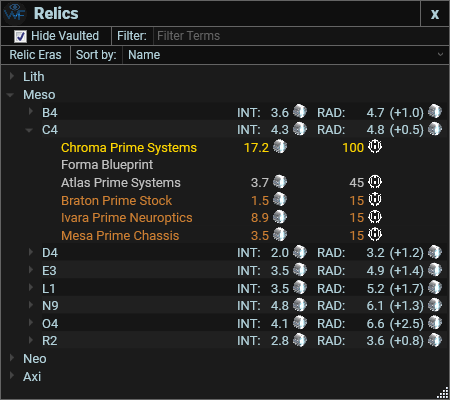 Relics x
Hide Vaulted Filter: Filter Terms
Relic Eras Sort by: Name
Lith
Meso
B4 INT: 3.6 RAD: 4.7 (+1.0)
C4 INT: 4.3 RAD: 4.8 (+0.5)
Chroma Prime Systems 17.2 100
Forma Blueprint
Atlas Prime Systems 3.7 45
Braton Prime Stock 1.5 15
Ivara Prime Neuroptics 8.9 15
Mesa Prime Chassis 3.5 15
D4 INT: 2.0 RAD: 3.2 (+1.2)
E3 INT: 3.5 RAD: 4.9 (+1.4)
L1 INT: 3.5 RAD: 5.2 (+1.7)
N9 INT: 4.8 RAD: 6.1 (+1.3)
O4 INT: 4.1 RAD: 6.6 (+2.5)
R2 INT: 2.8 RAD: 3.6 (+0.8)
Neo
Axi